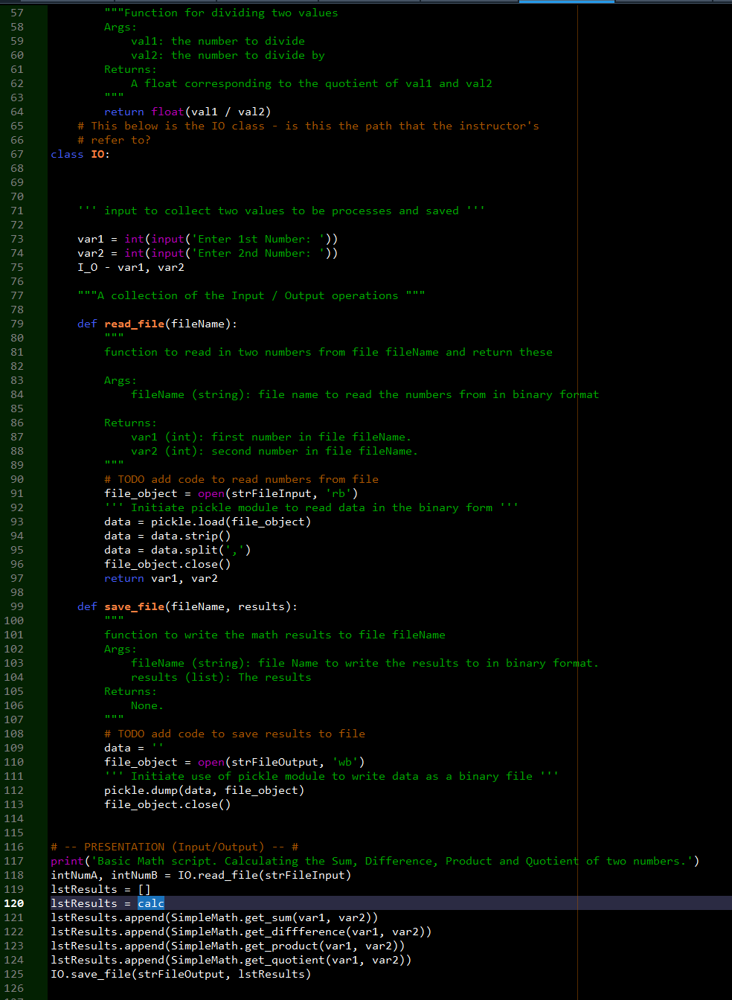 57 """Function for dividing two values
58 Args:
59 val1: the number to divide
60 val2: the number to divide by
61 Returns:
62 A float corresponding to the quotient of val1 and val2
63 """
64 return float(val1 / val2)
65 # This below is the IO class - is this the path that the instructor's
66 # refer to?
67 class IO:
68
69
70
71 ''' input to collect two values to be processes and saved '''
72
73 var1 = int(input('Enter 1st Number: '))
74 var2 = int(input('Enter 2nd Number: '))
75 I_O - var1, var2
76
77 """A collection of the Input / Output operations """
78
79 def read_file(fileName):
80 """
81 function to read in two numbers from file fileName and return these
82
83 Args:
84 fileName (string): file name to read the numbers from in binary format
85
86 Returns:
87 var1 (int): first number in file fileName.
88 var2 (int): second number in file fileName.
89 """
90 # TODO add code to read numbers from file
91 file_object = open(strFileInput, 'rb')
92 ''' Initiate pickle module to read data in the binary form '''
93 data = pickle.load(file_object)
94 data = data.strip()
95 data = data.split(',')
96 file_object.close()
97 return var1, var2
98
99 def save_file(fileName, results):
100 """
101 function to write the math results to file fileName
102 Args:
103 fileName (string): file Name to write the results to in binary format.
104 results (list): The results
105 Returns:
106 None.
107 """
108 # TODO add code to save results to file
109 data = ''
110 file_object = open(strFileOutput, 'wb')
111 ''' Initiate use of pickle module to write data as a binary file '''
112 pickle.dump(data, file_object)
113 file_object.close()
114
115
116 # -- PRESENTATION (Input/Output) -- #
117 print('Basic Math script. Calculating the Sum, Difference, Product and Quotient of two numbers.')
118 intNumA, intNumB = IO.read_file(strFileInput)
119 lstResults = []
120 lstResults = calc
121 lstResults.append(SimpleMath.get_sum(var1, var2))
122 lstResults.append(SimpleMath.get_diffference(var1, var2))
123 lstResults.append(SimpleMath.get_product(var1, var2))
124 lstResults.append(SimpleMath.get_quotient(var1, var2))
125 IO.save_file(strFileOutput, lstResults)
126